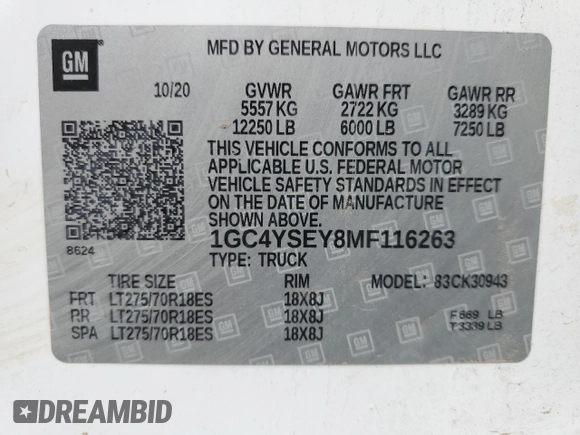 GM
MFD BY GENERAL MOTORS LLC
10/20 GVWR GAWR FRT GAWR RR
5557 KG 2722 KG 3289 KG
12250 LB 6000 LB 7250 LB
THIS VEHICLE CONFORMS TO ALL
APPLICABLE U.S. FEDERAL MOTOR
VEHICLE SAFETY STANDARDS IN EFFECT
ON THE DATE OF MANUFACTURE
SHOWN ABOVE.
8624
1GC4YSEY8MF116263
TYPE: TRUCK MODEL: 83CK30943
TIRE SIZE RIM
FRT LT275/70R18ES 18X8J
RR LT275/70R18ES 18X8J F 869 LB
SPA LT275/70R18ES 18X8J T 3339 LB
DREAMBID